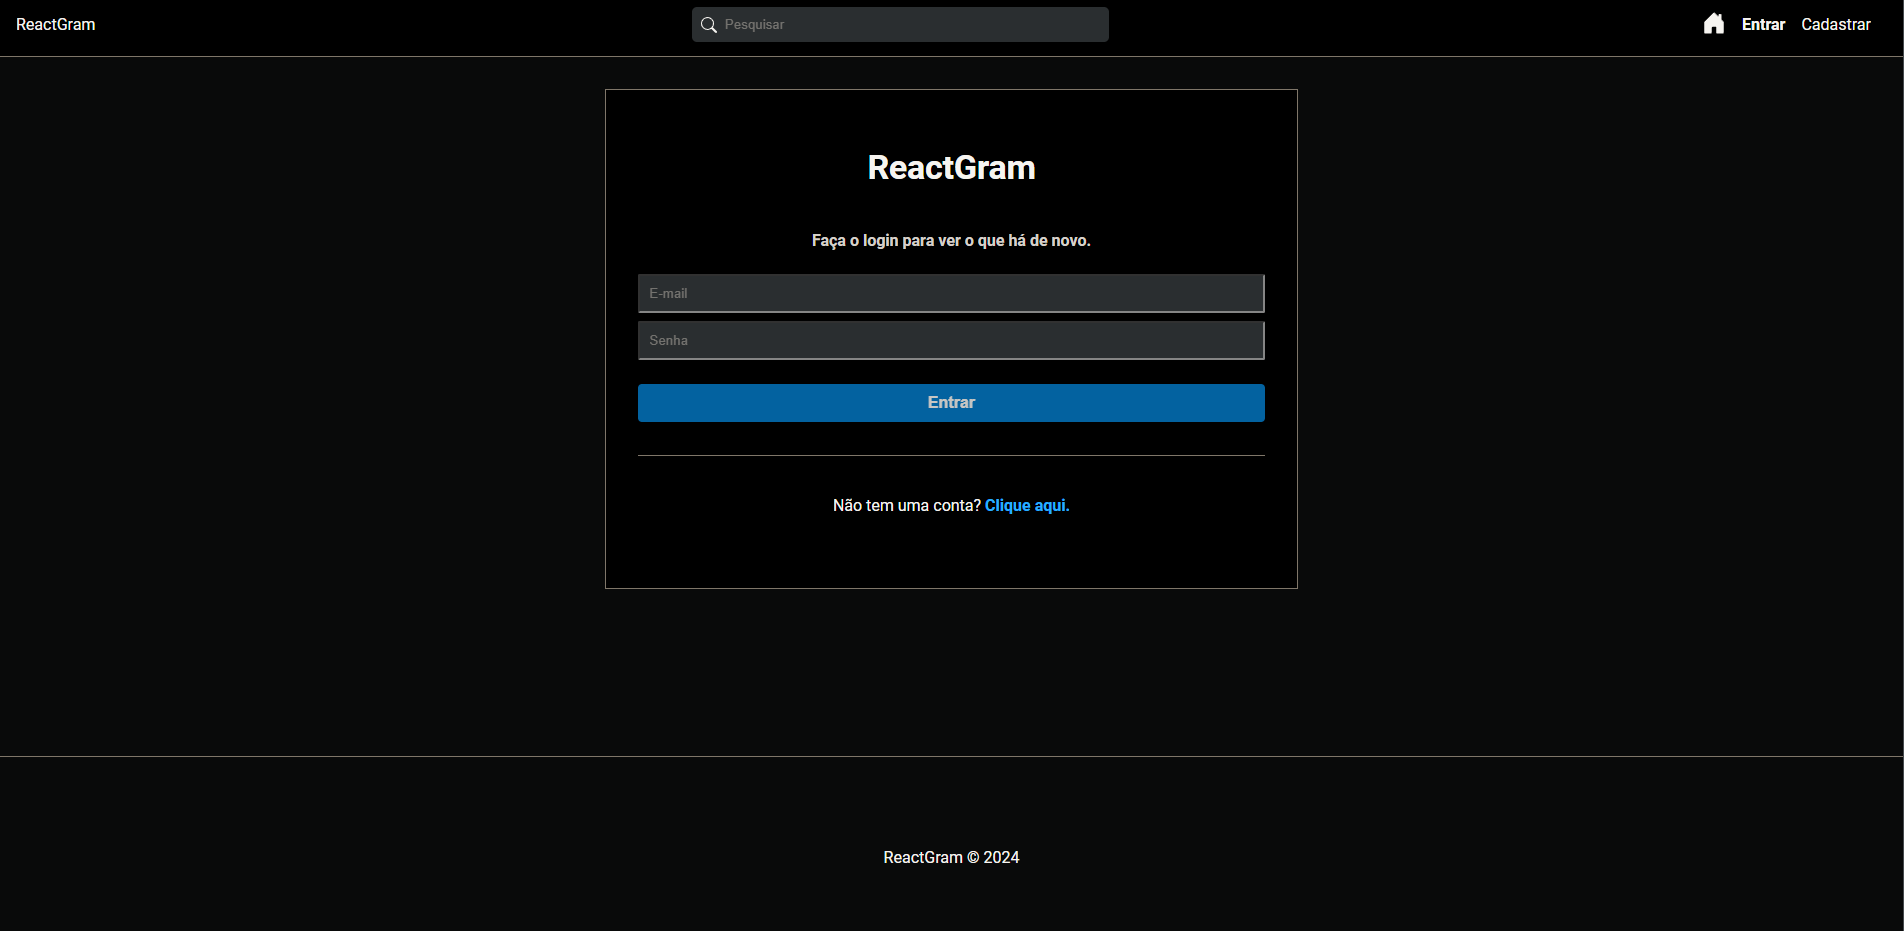 ReactGram
Pesquisar
Entrar
Cadastrar
ReactGram
Faça o login para ver o que há de novo.
E-mail
Senha
Entrar
Não tem uma conta? Clique aqui.
ReactGram © 2024